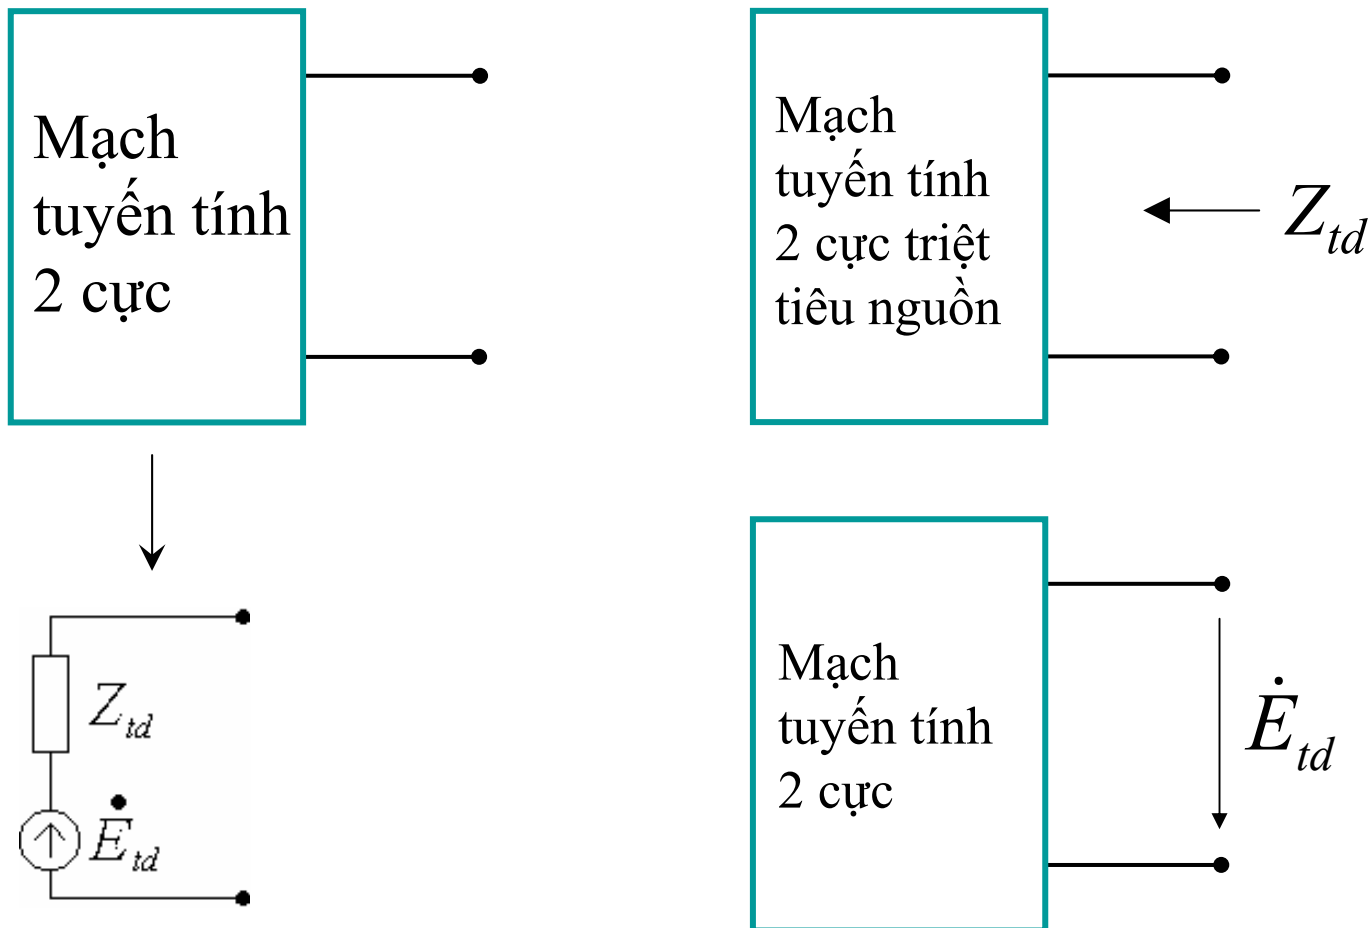 Mạch
tuyến tính
2 cực
Mạch
tuyến tính
2 cực triệt
tiêu nguồn
Z_td
Z_td
Ė_td
Mạch
tuyến tính
2 cực
Ė_td